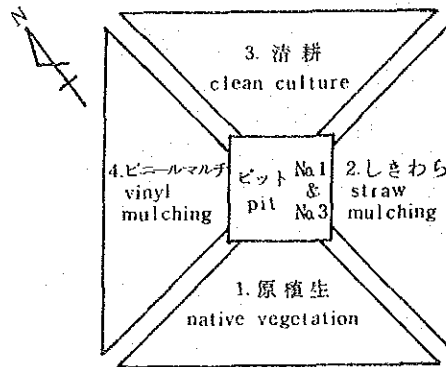 N
3. 清耕
clean culture
4. ビニールマルチ
vinyl
mulching
ピット
pit
No.1
&
No.3
2. しきわら
straw
mulching
1. 原植生
native vegetation